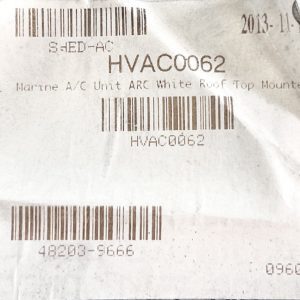 2013-11-
SHED-AC
HVAC0062
Marine A/C Unit ARC White Roof Top Mounte
HVAC0062
48203-9666
0960